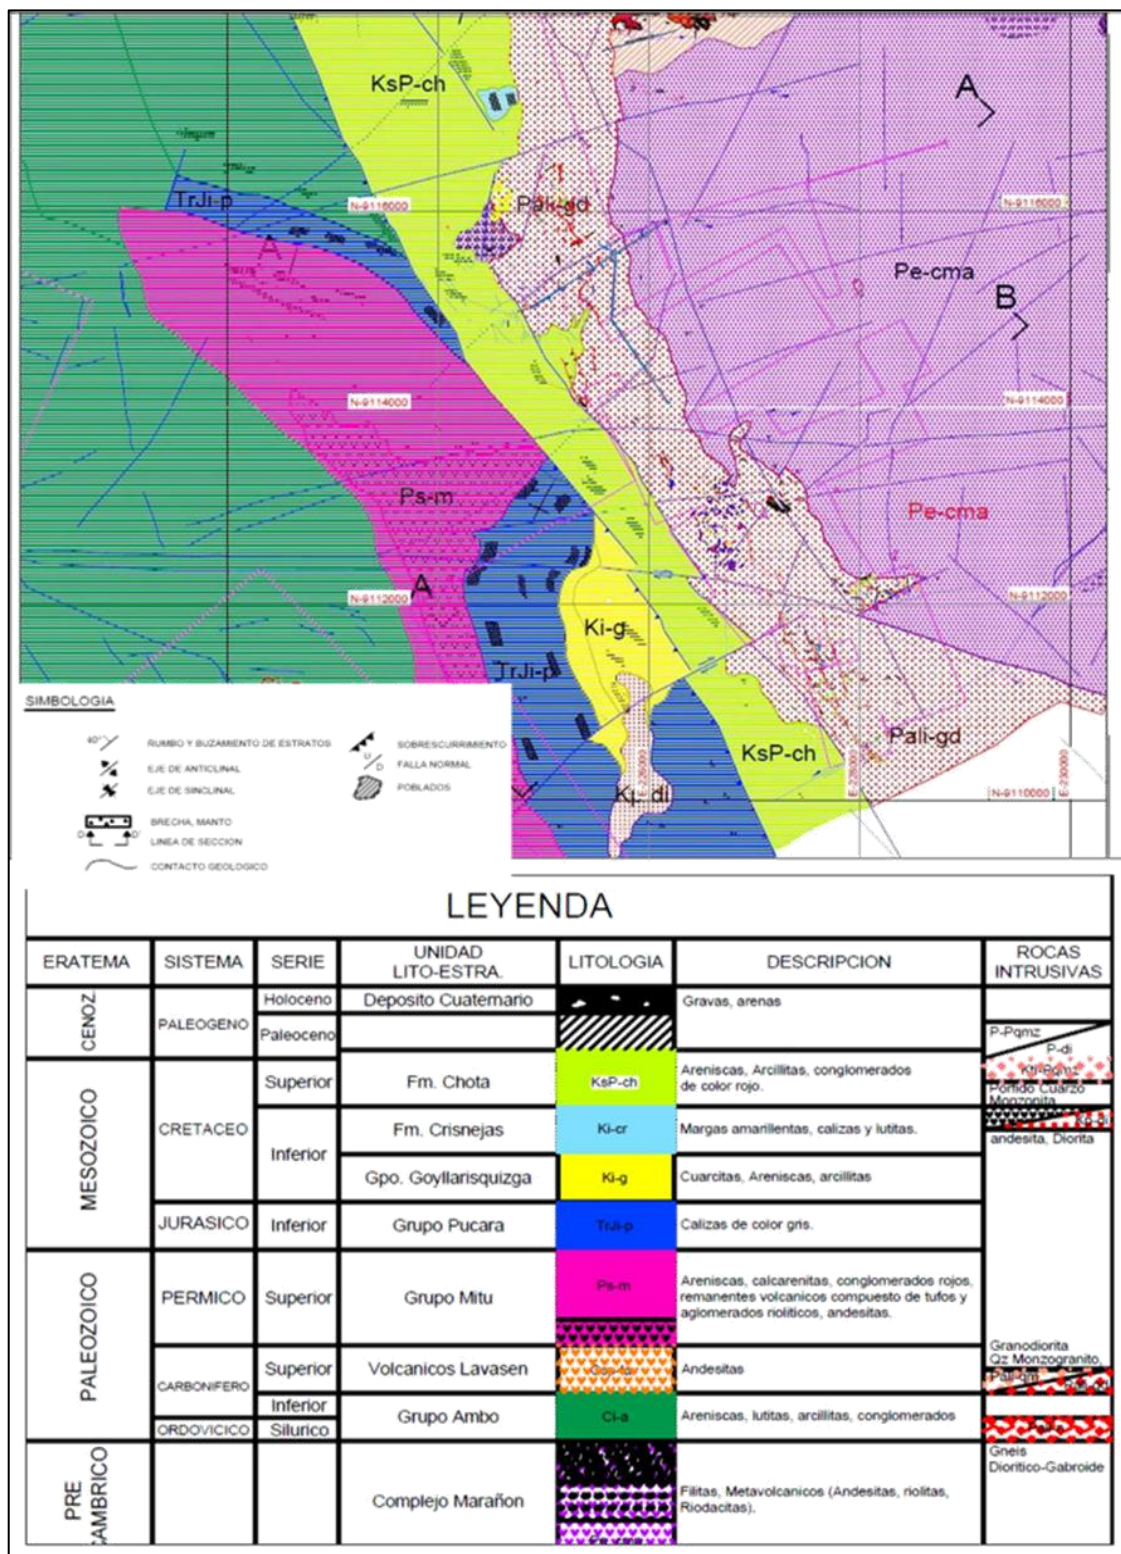 KsP-ch
A
TrJi-p
N-9116000
Pali-gd
N-9116000
A
Pe-cma
B
N-9114000
N-9114000
Ps-m
Pe-cma
A
N-9112000
N-9112000
Ki-g
TrJi-p
SIMBOLOGIA
40°
RUMBO Y BUZAMIENTO DE ESTRATOS
EJE DE ANTICLINAL
EJE DE SINCLINAL
BRECHA, MANTO
D D'
LINEA DE SECCION
CONTACTO GEOLOGICO
SOBRESCURRIMIENTO
U
D
FALLA NORMAL
POBLADOS
KsP-ch
Pali-gd
E-230000
N-9110000
LEYENDA
ERATEMA SISTEMA SERIE UNIDAD LITOLOGIA DESCRIPCION ROCAS
LITO-ESTRA. INTRUSIVAS
CENOZ.
PALEOGENO
Holoceno Deposito Cuaternario Gravas, arenas
Paleoceno
P-Pqmz
P-di
MESOZOICO
CRETACEO
Superior Fm. Chota KsP-ch Areniscas, Arcillitas, conglomerados
de color rojo.
Porfido Cuarzo
Monzonita
Inferior
Fm. Crisnejas Ki-cr Margas amarillentas, calizas y lutitas.
andesita, Diorita
Gpo. Goyllarisquizga Ki-g Cuarcitas, Areniscas, arcillitas
JURASICO Inferior Grupo Pucara TrJi-p Calizas de color gris.
PALEOZOICO
PERMICO Superior Grupo Mitu Ps-m Areniscas, calcarenitas, conglomerados rojos,
remanentes volcanicos compuesto de tufos y
aglomerados rioliticos, andesitas.
Granodiorita
Qz Monzogranito,
CARBONIFERO
Superior Volcanicos Lavasen Andesitas
Pali-qm
Inferior
Grupo Ambo Ci-a Areniscas, lutitas, arcillitas, conglomerados
ORDOVICICO Silurico
PRE
CAMBRICO
Complejo Marañon Filitas, Metavolcanicos (Andesitas, riolitas,
Riodacitas).
Gneis
Dioritico-Gabroide